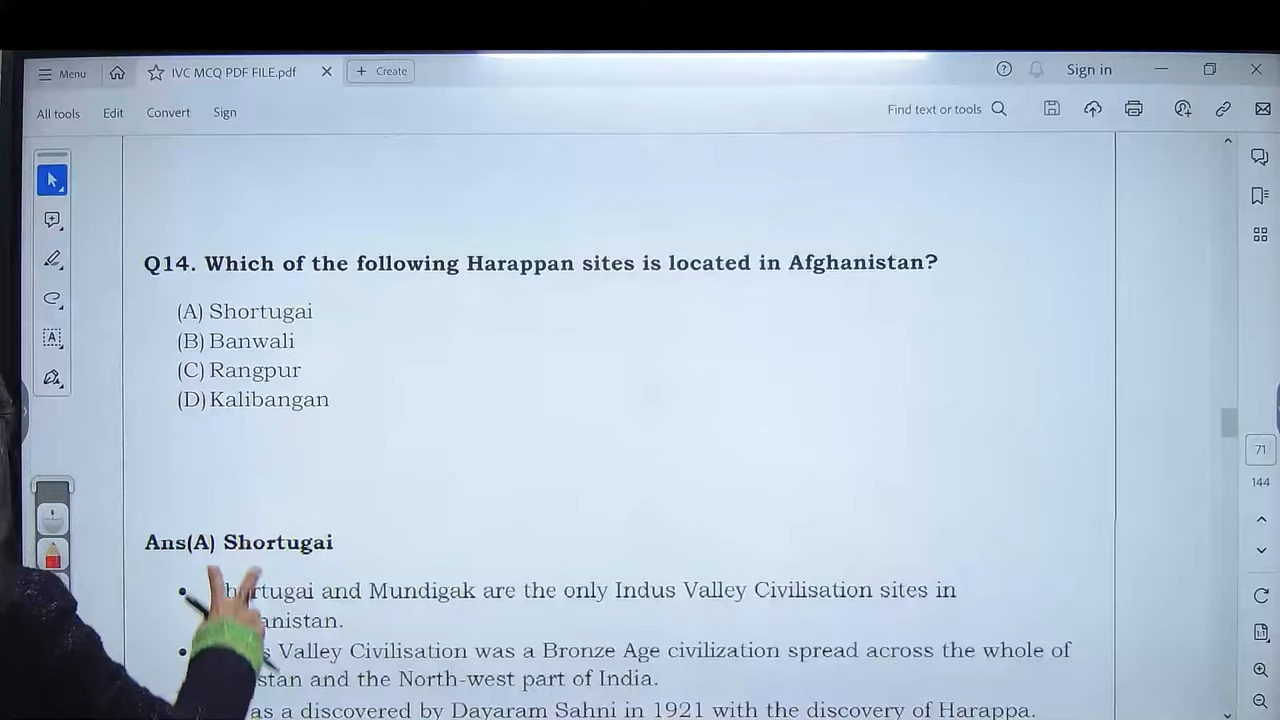 Menu
IVC MCQ PDF FILE.pdf
Create
Sign in
All tools
Edit
Convert
Sign
Find text or tools
Q14. Which of the following Harappan sites is located in Afghanistan?
(A) Shortugai
(B) Banwali
(C) Rangpur
(D) Kalibangan
71
144
Ans(A) Shortugai
and Mundigak are the only Indus Valley Civilisation sites in
Valley Civilisation was a Bronze Age civilization spread across the whole of
and the North-west part of India.
as a discovered by Dayaram Sahni in 1921 with the discovery of Harappa.